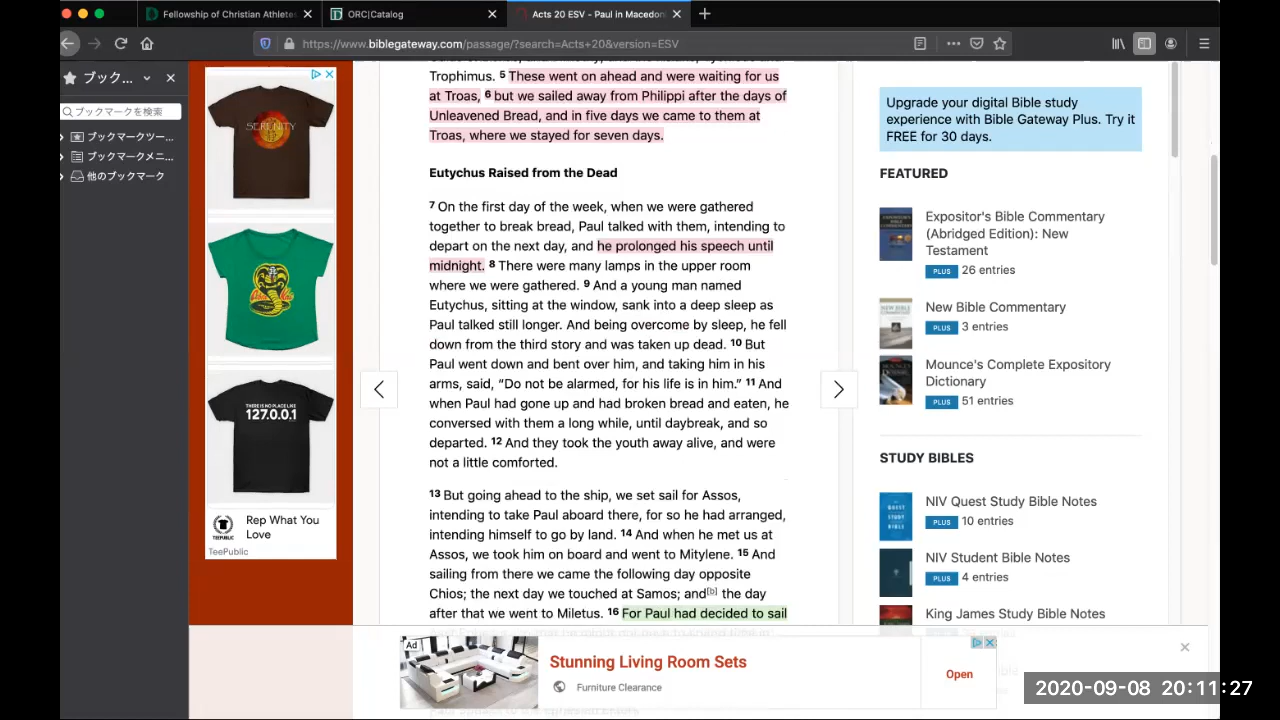 Fellowship of Christian Athletes
ORC|Catalog
Acts 20 ESV - Paul in Macedon
https://www.biblegateway.com/passage/?search=Acts+20&version=ESV
ブック...
ブックマークを検索
ブックマークツー...
ブックマークメニ...
他のブックマーク
SERENITY
THERE IS NO PLACE LIKE
127.0.0.1
TEEPUBLIC
Rep What You
Love
TeePublic
Trophimus. 5 These went on ahead and were waiting for us
at Troas, 6 but we sailed away from Philippi after the days of
Unleavened Bread, and in five days we came to them at
Troas, where we stayed for seven days.
Eutychus Raised from the Dead
7 On the first day of the week, when we were gathered
together to break bread, Paul talked with them, intending to
depart on the next day, and he prolonged his speech until
midnight. 8 There were many lamps in the upper room
where we were gathered. 9 And a young man named
Eutychus, sitting at the window, sank into a deep sleep as
Paul talked still longer. And being overcome by sleep, he fell
down from the third story and was taken up dead. 10 But
Paul went down and bent over him, and taking him in his
arms, said, “Do not be alarmed, for his life is in him.” 11 And
when Paul had gone up and had broken bread and eaten, he
conversed with them a long while, until daybreak, and so
departed. 12 And they took the youth away alive, and were
not a little comforted.
13 But going ahead to the ship, we set sail for Assos,
intending to take Paul aboard there, for so he had arranged,
intending himself to go by land. 14 And when he met us at
Assos, we took him on board and went to Mitylene. 15 And
sailing from there we came the following day opposite
Chios; the next day we touched at Samos; and[b] the day
after that we went to Miletus. 16 For Paul had decided to sail
Upgrade your digital Bible study
experience with Bible Gateway Plus. Try it
FREE for 30 days.
FEATURED
Expositor's Bible Commentary
(Abridged Edition): New
Testament
PLUS 26 entries
New Bible Commentary
PLUS 3 entries
Mounce's Complete Expository
Dictionary
PLUS 51 entries
STUDY BIBLES
NIV Quest Study Bible Notes
PLUS 10 entries
NIV Student Bible Notes
PLUS 4 entries
King James Study Bible Notes
Ad
Stunning Living Room Sets
Furniture Clearance
Open
2020-09-08 20:11:27